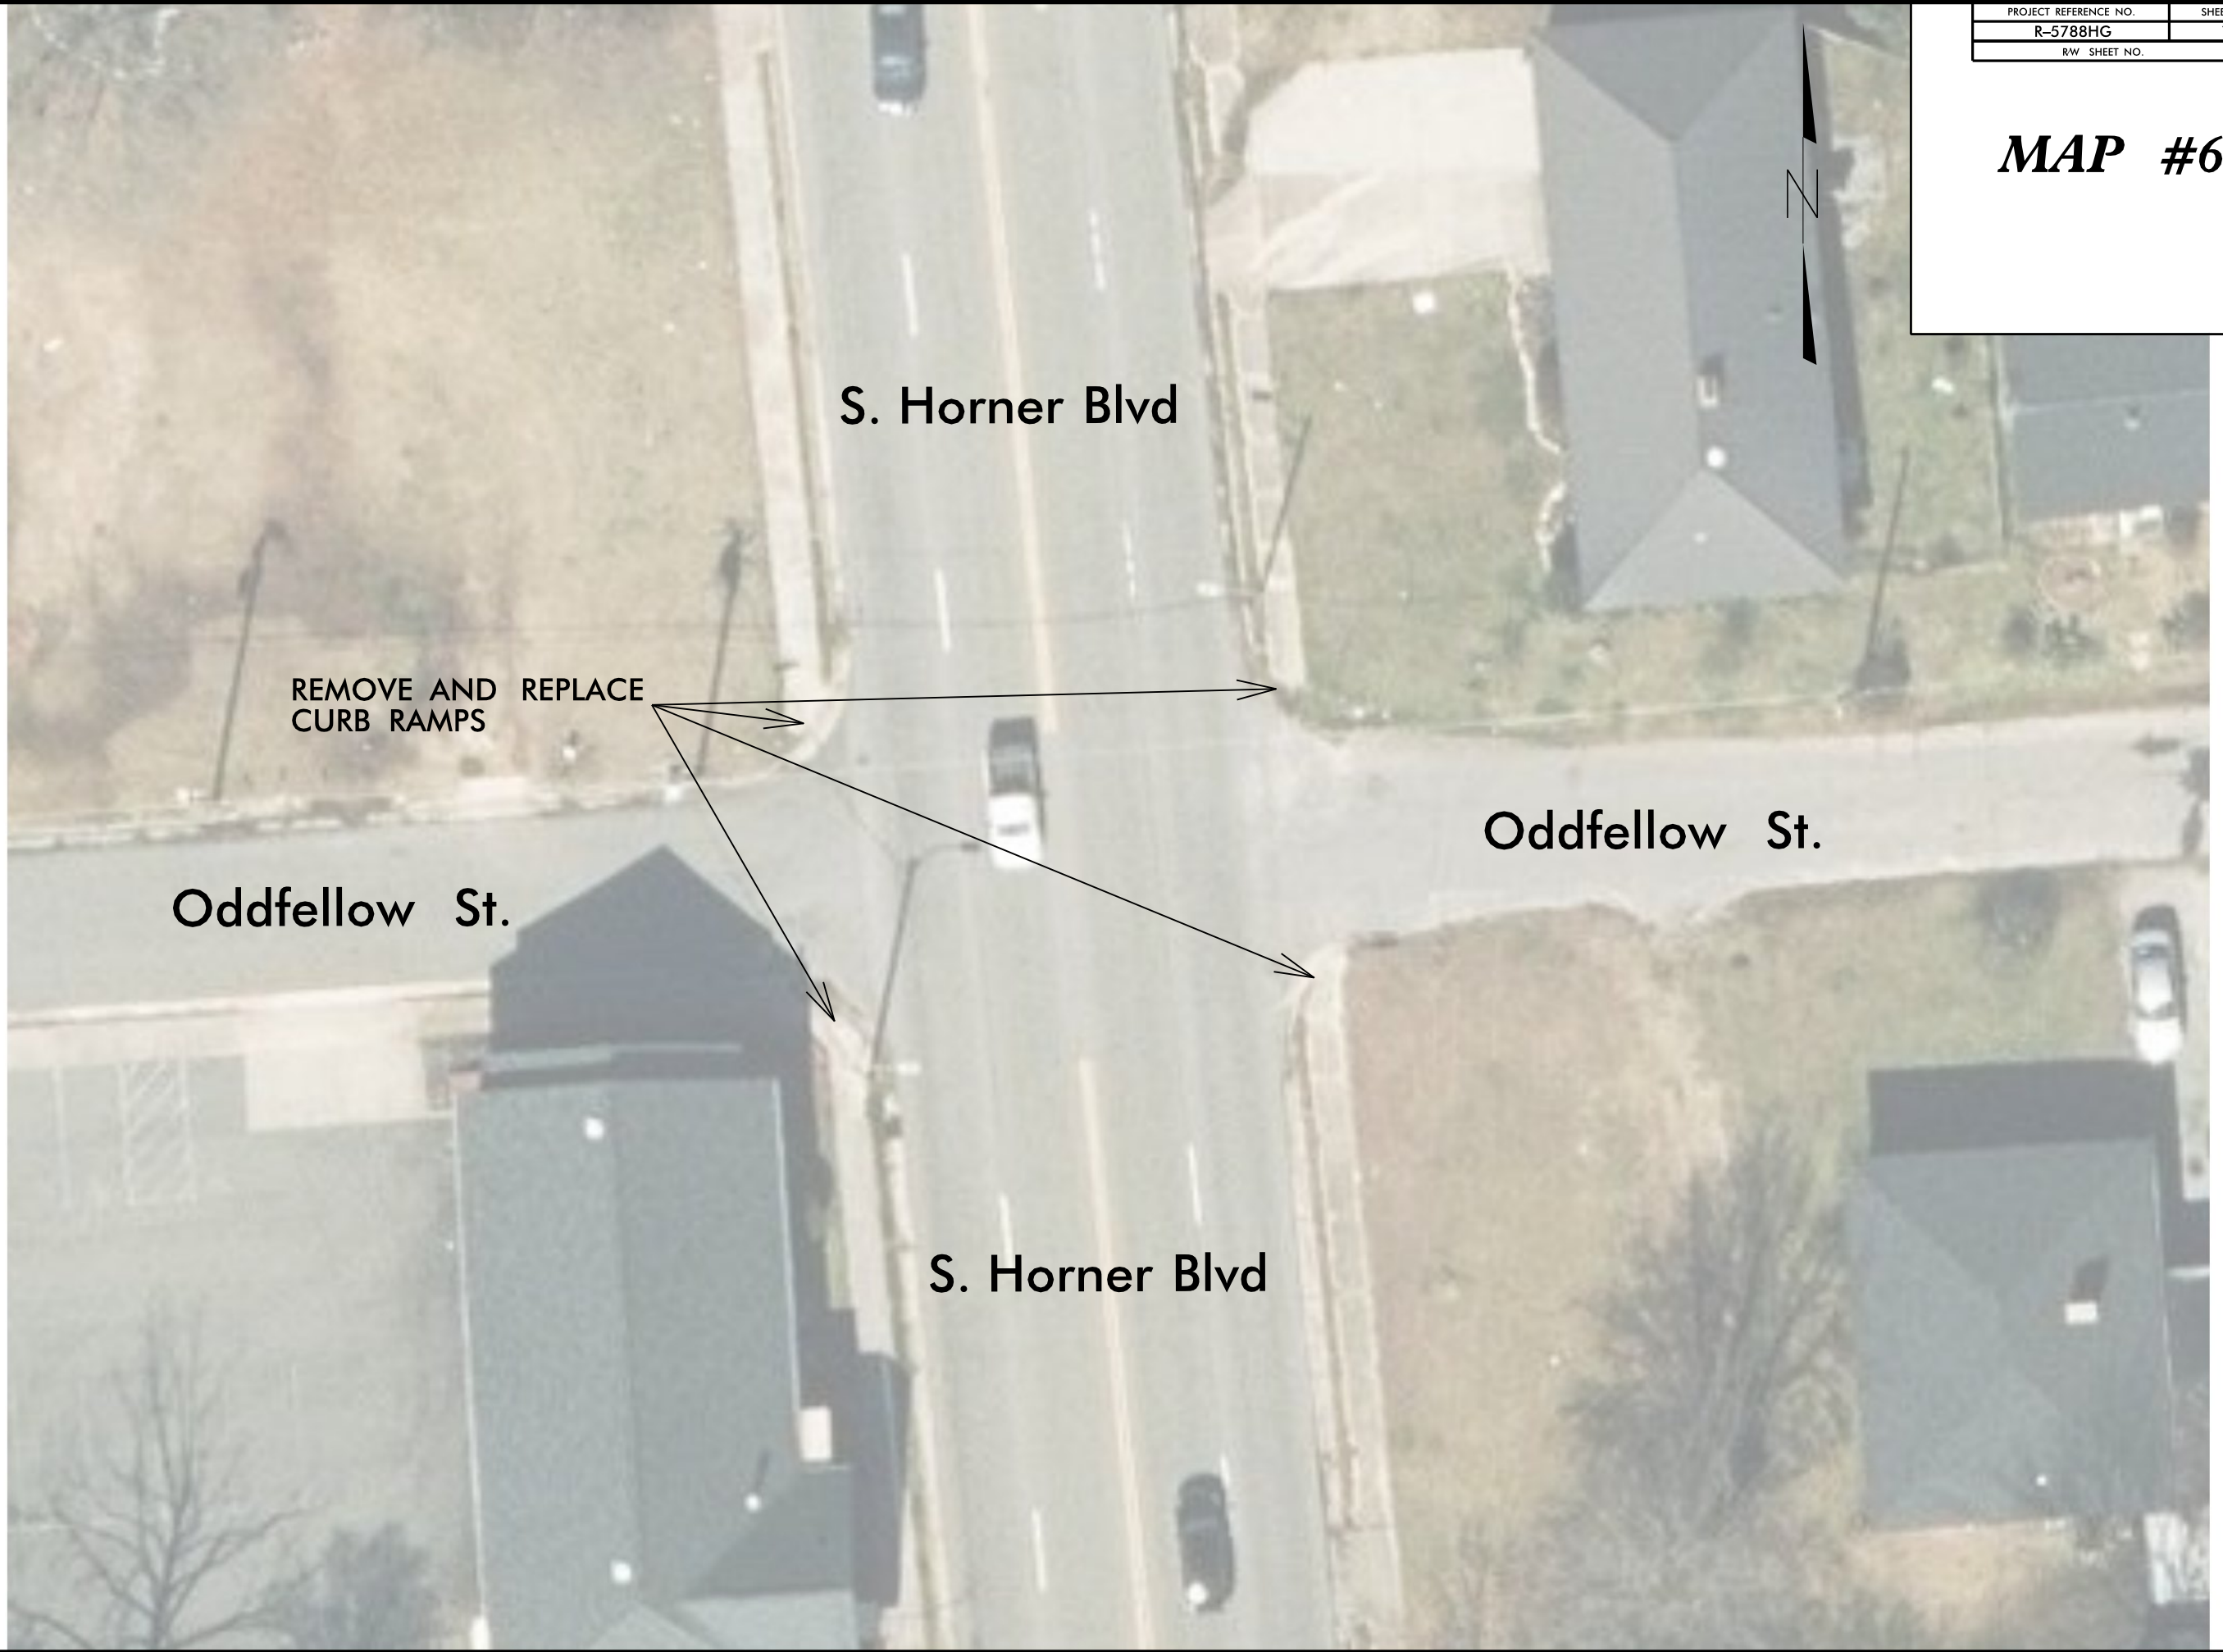 PROJECT REFERENCE NO.
R-5788HG
RW SHEET NO.
MAP #6
N
S. Horner Blvd
REMOVE AND REPLACE
CURB RAMPS
Oddfellow St.
Oddfellow St.
S. Horner Blvd